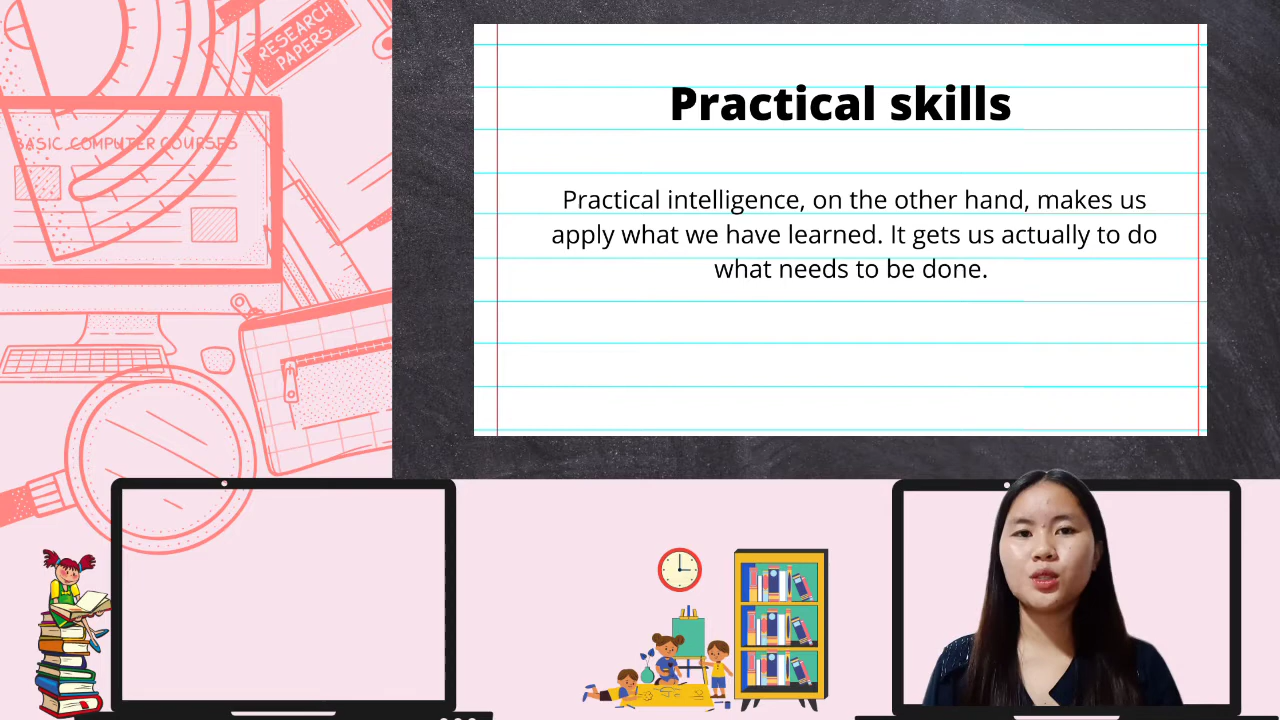 RESEARCH
PAPERS
BASIC COMPUTER COURSES
Practical skills
Practical intelligence, on the other hand, makes us
apply what we have learned. It gets us actually to do
what needs to be done.